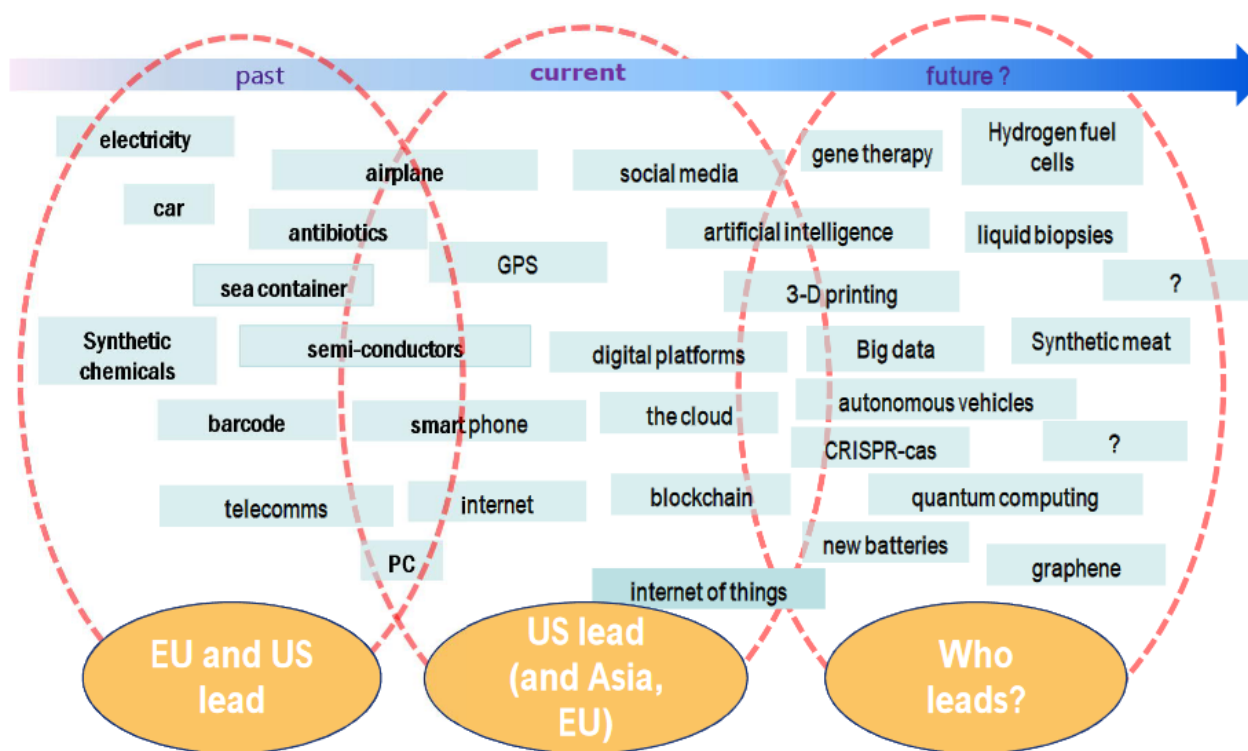 past
current
future ?
electricity
airplane
social media
gene therapy
Hydrogen fuel
cells
car
antibiotics
GPS
artificial intelligence
liquid biopsies
sea container
3-D printing
?
Synthetic
chemicals
semi-conductors
digital platforms
Big data
Synthetic meat
barcode
smart phone
the cloud
autonomous vehicles
CRISPR-cas
?
telecomms
internet
blockchain
quantum computing
PC
new batteries
graphene
internet of things
EU and US
lead
US lead
(and Asia,
EU)
Who
leads?